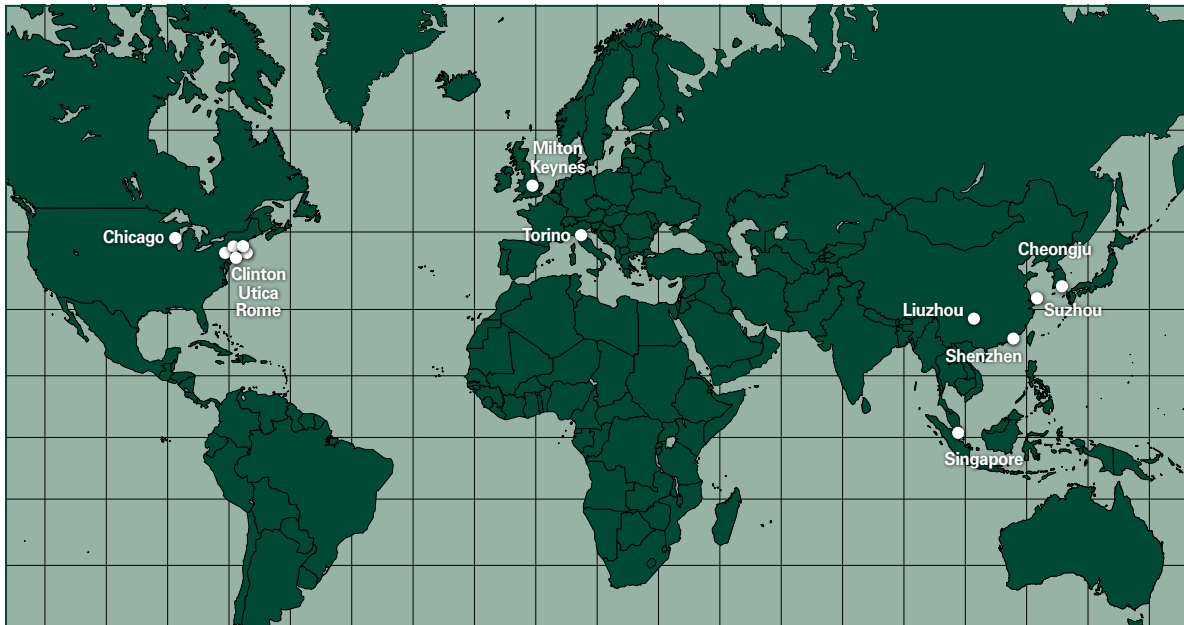 Milton
Keynes
Chicago
Torino
Clinton
Utica
Rome
Cheongju
Liuzhou
Suzhou
Shenzhen
Singapore